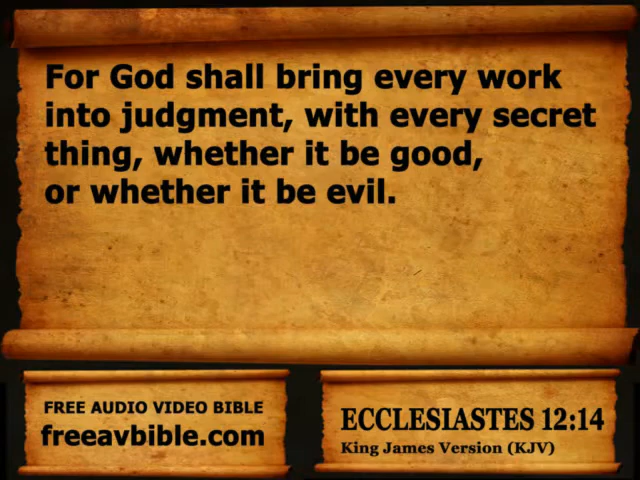 For God shall bring every work
into judgment, with every secret
thing, whether it be good,
or whether it be evil.
FREE AUDIO VIDEO BIBLE
freeavbible.com
ECCLESIASTES 12:14
King James Version (KJV)